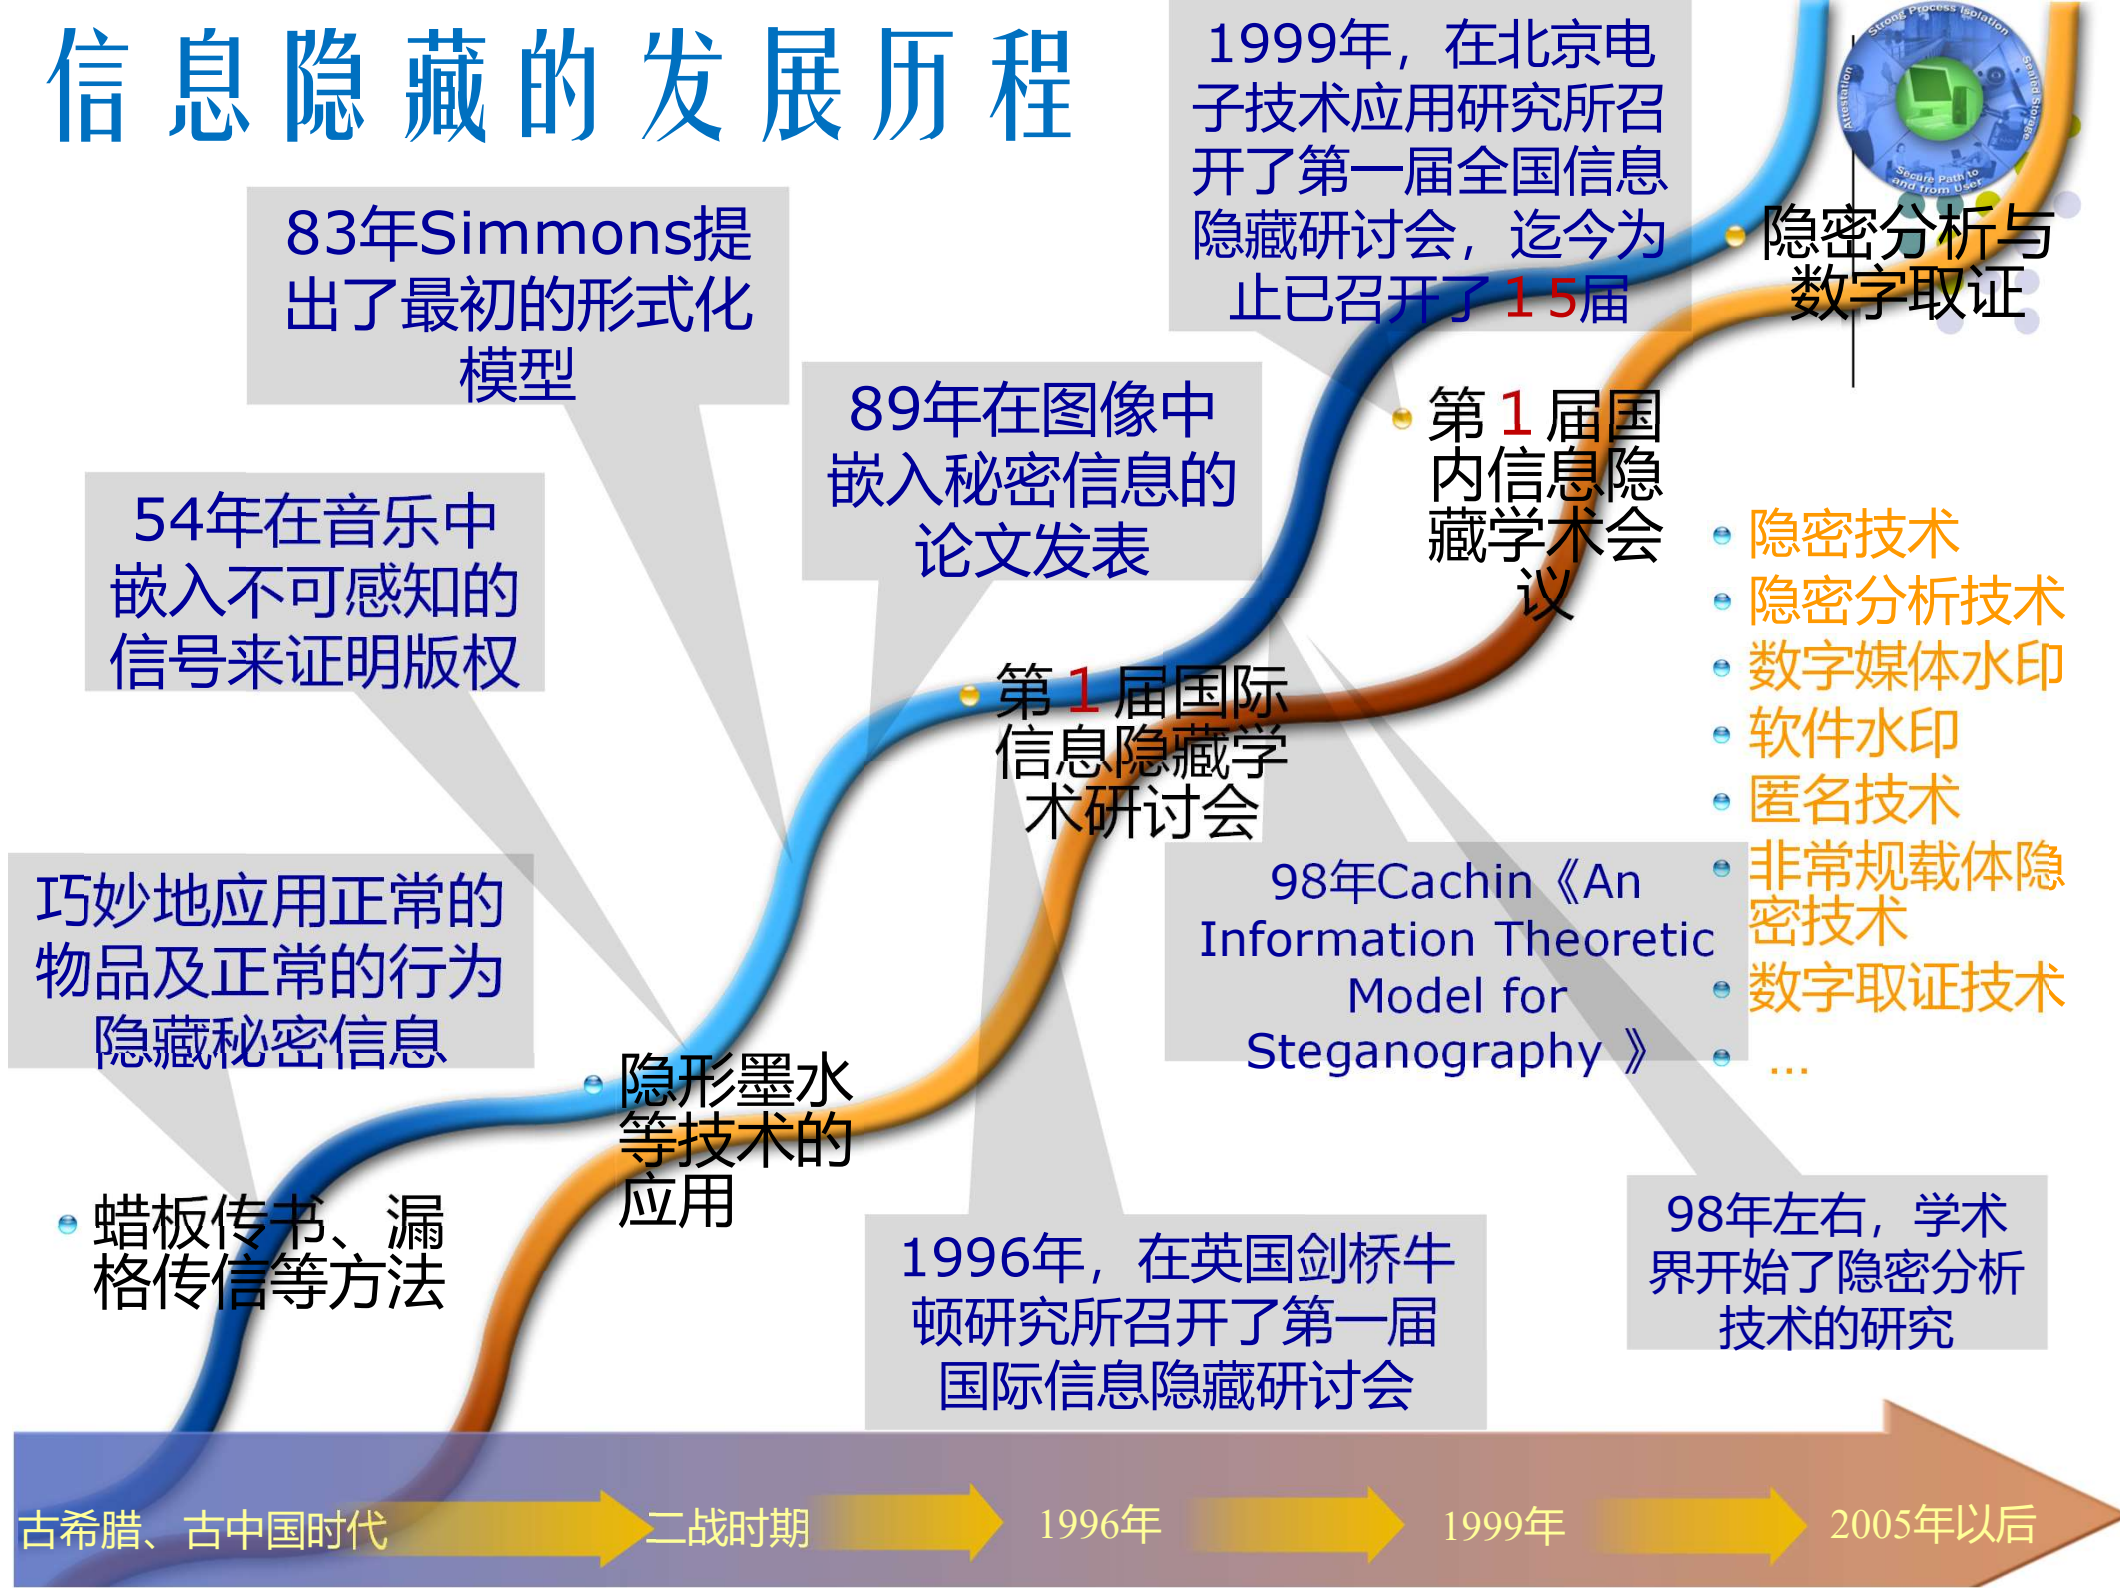 信息隐藏的发展历程
1999年，在北京电
子技术应用研究所召
开了第一届全国信息
隐藏研讨会，迄今为
止已召开了15届
Strong Process Isolation
Sealed Storage
Attestation
Secure Path to
and from User
83年Simmons提
出了最初的形式化
模型
隐密分析与
数字取证
89年在图像中
嵌入秘密信息的
论文发表
第1届国
内信息隐
藏学术会
议
54年在音乐中
嵌入不可感知的
信号来证明版权
隐密技术
隐密分析技术
数字媒体水印
软件水印
匿名技术
非常规载体隐
密技术
数字取证技术
...
第1届国际
信息隐藏学
术研讨会
巧妙地应用正常的
物品及正常的行为
隐藏秘密信息
98年Cachin《An
Information Theoretic
Model for
Steganography 》
隐形墨水
等技术的
应用
蜡板传书、漏
格传信等方法
1996年，在英国剑桥牛
顿研究所召开了第一届
国际信息隐藏研讨会
98年左右，学术
界开始了隐密分析
技术的研究
古希腊、古中国时代
二战时期
1996年
1999年
2005年以后